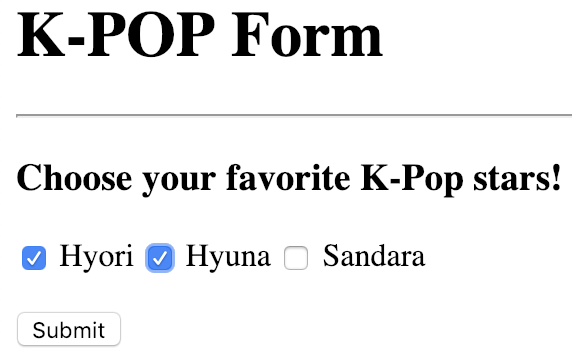 K-POP Form
Choose your favorite K-Pop stars!
Hyori Hyuna Sandara
Submit